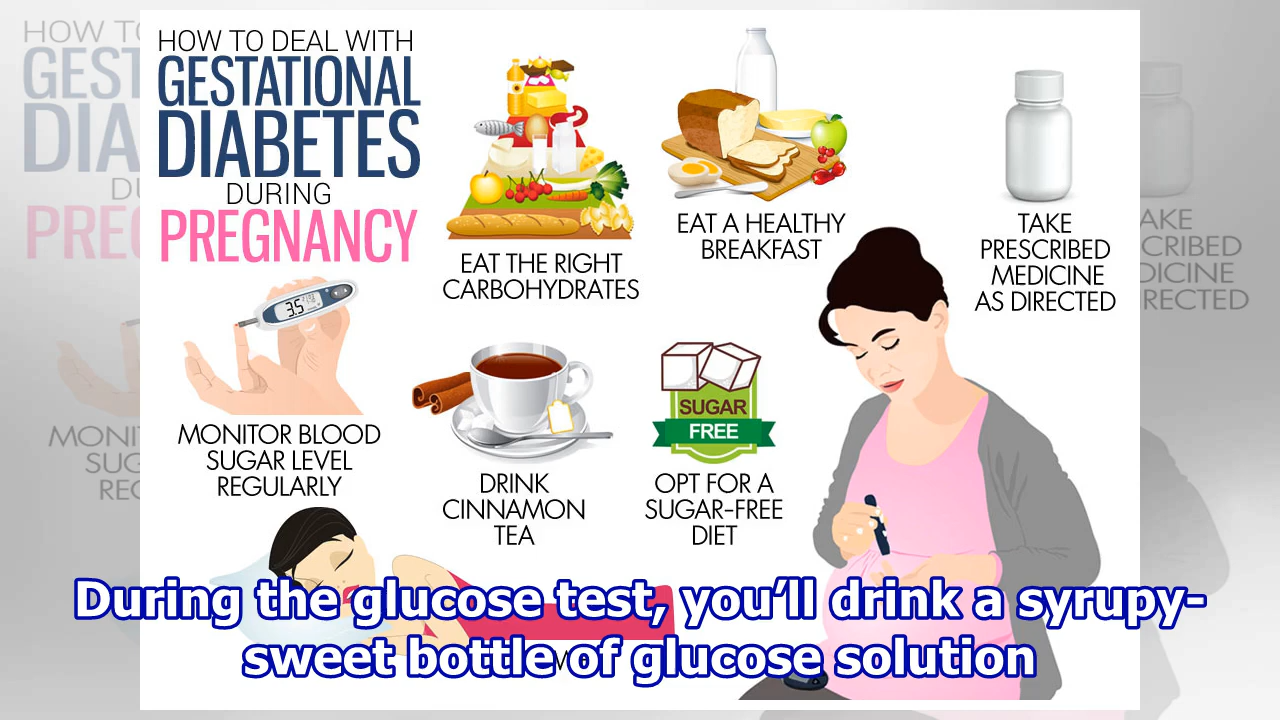 HOW TO DEAL WITH
GESTATIONAL
DIABETES
DURING
PREGNANCY
EAT THE RIGHT
CARBOHYDRATES
EAT A HEALTHY
BREAKFAST
TAKE
PRESCRIBED
MEDICINE
AS DIRECTED
3.5
MONITOR BLOOD
SUGAR LEVEL
REGULARLY
DRINK
CINNAMON
TEA
SUGAR
FREE
OPT FOR A
SUGAR-FREE
DIET
During the glucose test, you’ll drink a syrupy-
sweet bottle of glucose solution